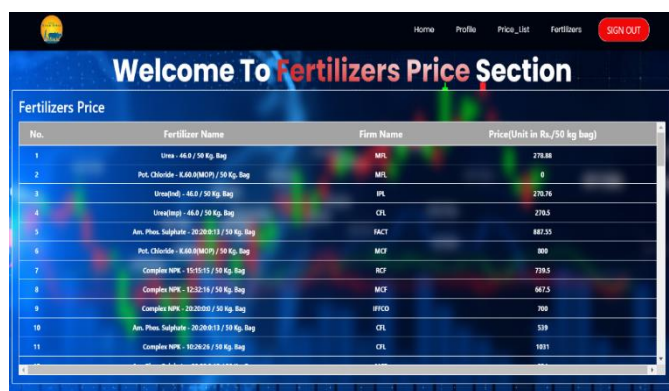 Home Profile Price_List Fertilizers SIGN OUT
Welcome To Fertilizers Price Section
Fertilizers Price
No. Fertilizer Name Firm Name Price(Unit in Rs./50 kg bag)
1 Urea - 46.0 / 50 Kg. Bag MFL 278.88
2 Pot. Chloride - K.60.0(MOP) / 50 Kg. Bag MFL 0
3 Urea(Ind) - 46.0 / 50 Kg. Bag IPL 270.76
4 Urea(Imp) - 46.0 / 50 Kg. Bag CFL 270.5
5 Am. Phos. Sulphate - 20:20:0:13 / 50 Kg. Bag FACT 887.55
6 Pot. Chloride - K.60.0(MOP) / 50 Kg. Bag MCF
7 Complex NPK - 15:15:15 / 50 Kg. Bag RCF 739.5
8 Complex NPK - 12:32:16 / 50 Kg. Bag MCF 667.5
9 Complex NPK - 20:20:0:0 / 50 Kg. Bag IFFCO 700
10 Am. Phos. Sulphate - 20:20:0:13 / 50 Kg. Bag CFL 539
11 Complex NPK - 10:26:26 / 50 Kg. Bag CFL 1031